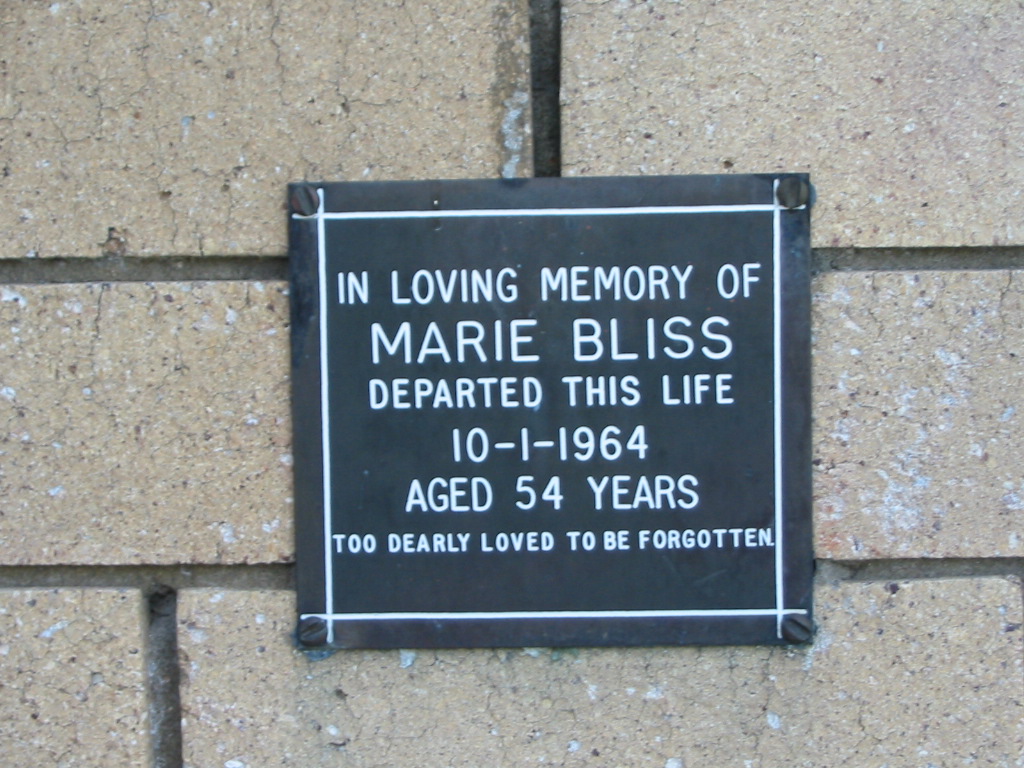 IN LOVING MEMORY OF
MARIE BLISS
DEPARTED THIS LIFE
10-1-1964
AGED 54 YEARS
TOO DEARLY LOVED TO BE FORGOTTEN.